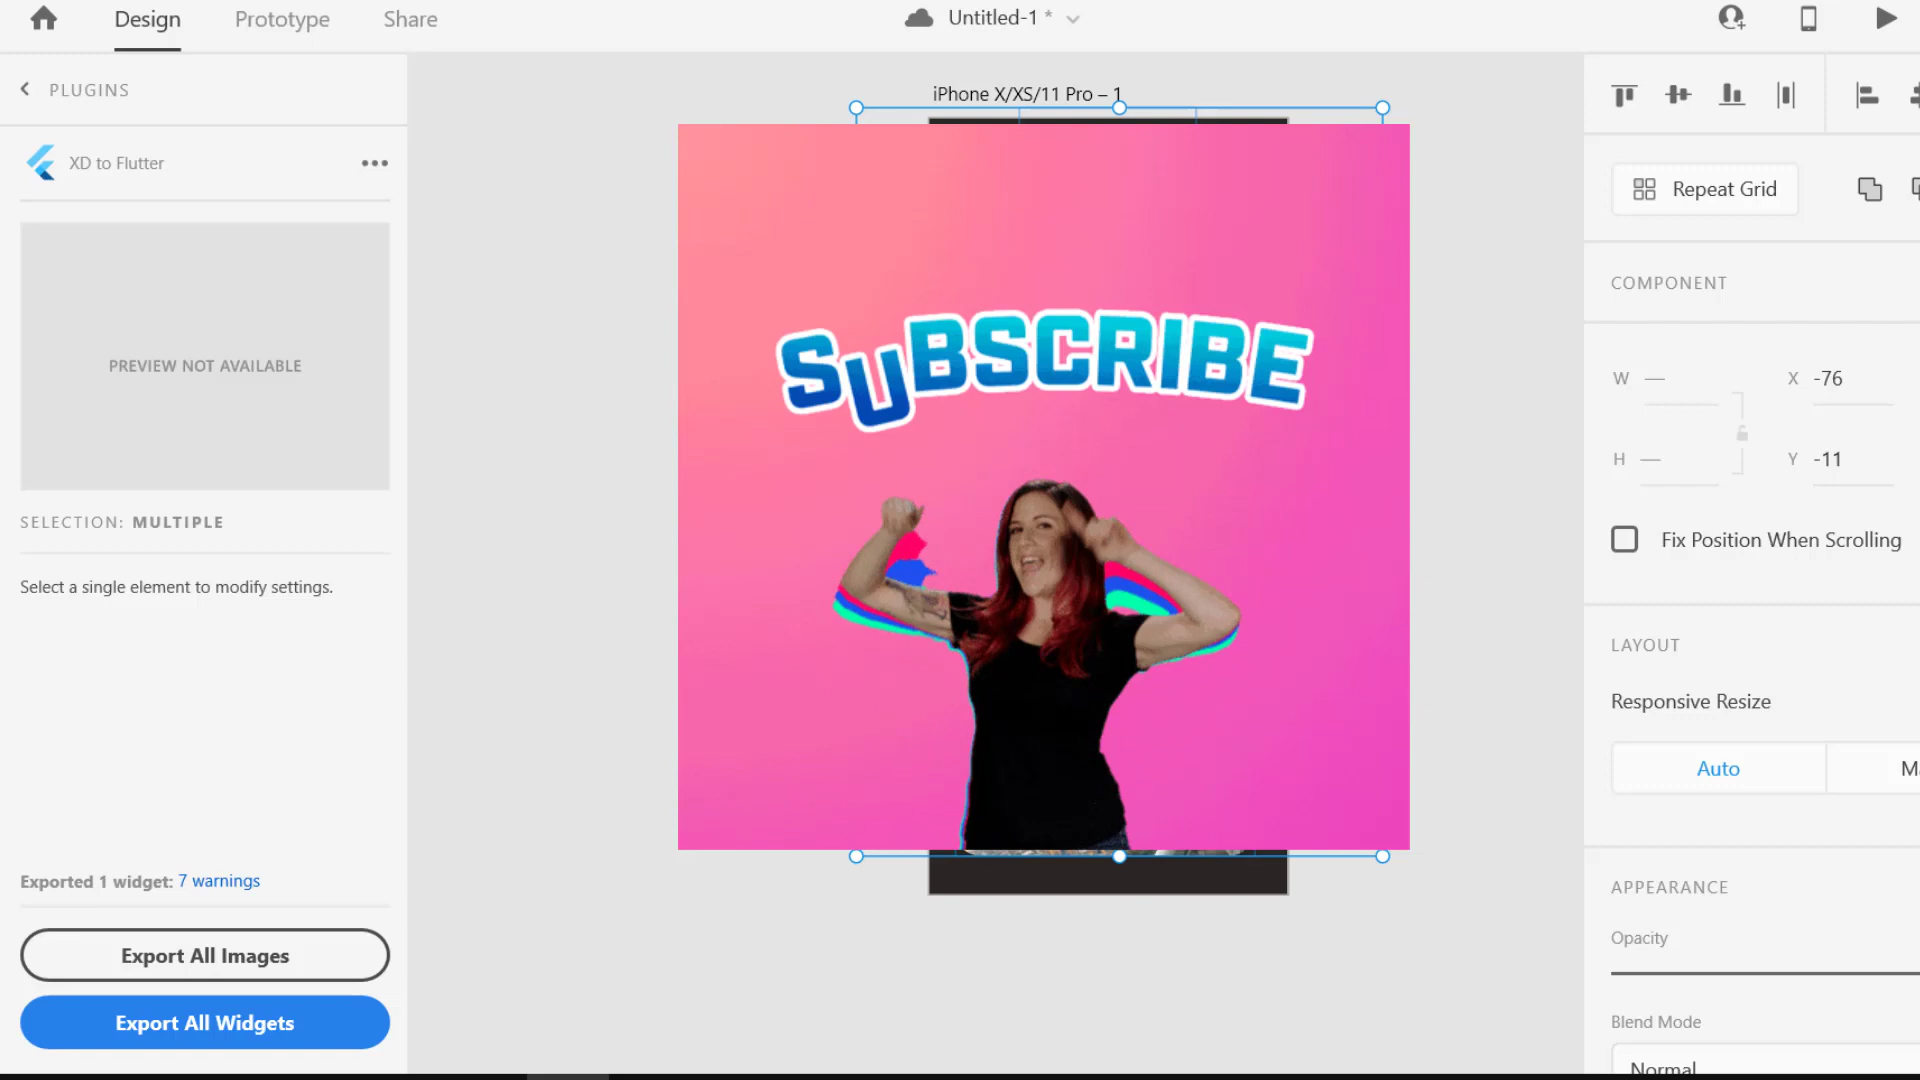 Design
Prototype
Share
Untitled-1 *
PLUGINS
XD to Flutter
PREVIEW NOT AVAILABLE
SELECTION: MULTIPLE
Select a single element to modify settings.
Exported 1 widget: 7 warnings
Export All Images
Export All Widgets
iPhone X/XS/11 Pro – 1
SUBSCRIBE
Repeat Grid
COMPONENT
W — X -76
H — Y -11
Fix Position When Scrolling
LAYOUT
Responsive Resize
Auto
APPEARANCE
Opacity
Blend Mode
Normal